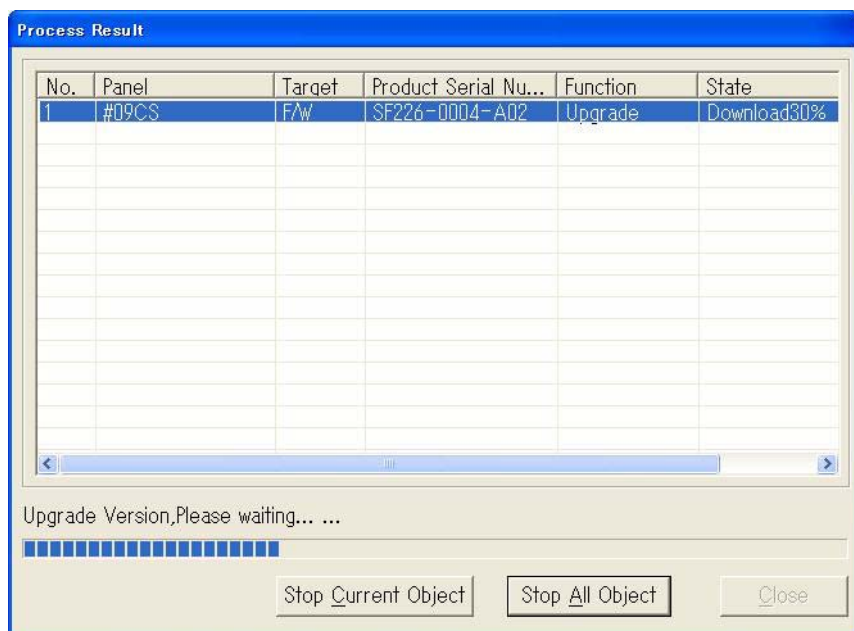 Process Result
No. Panel Target Product Serial Nu... Function State
1 #09CS F/W SF226-0004-A02 Upgrade Download30%
Upgrade Version,Please waiting... ...
Stop Current Object Stop All Object Close